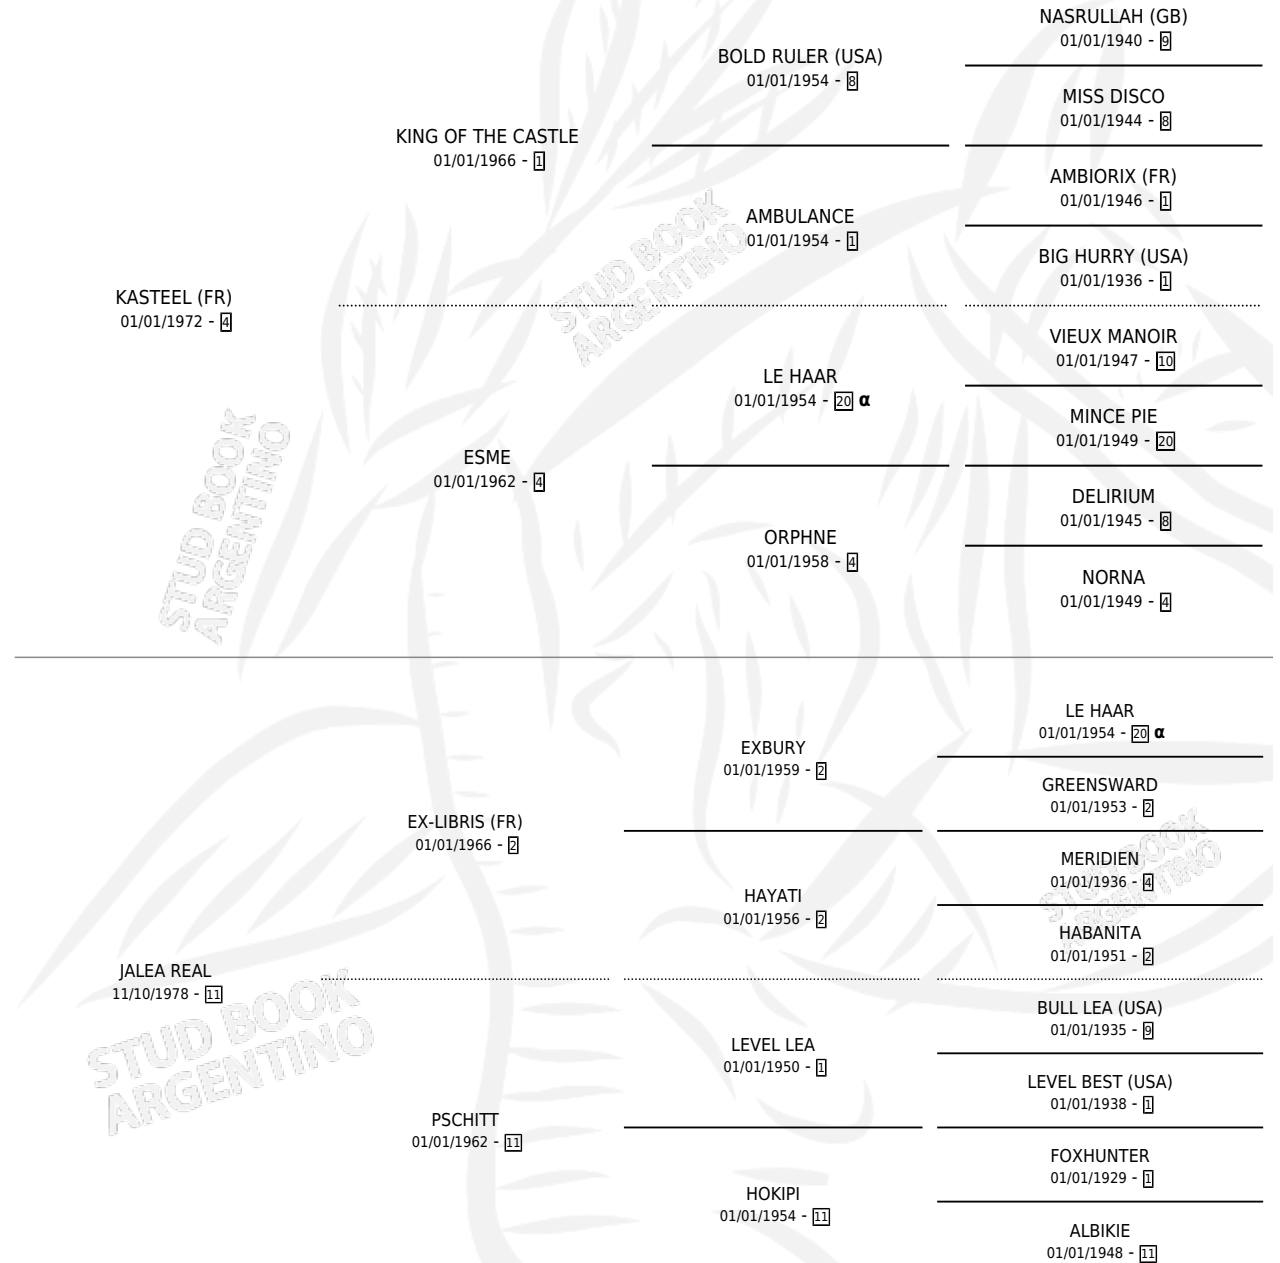 NASRULLAH (GB)
01/01/1940 - 9
BOLD RULER (USA)
01/01/1954 - 8
MISS DISCO
01/01/1944 - 8
KING OF THE CASTLE
01/01/1966 - 1
AMBIORIX (FR)
01/01/1946 - 1
AMBULANCE
01/01/1954 - 1
BIG HURRY (USA)
01/01/1936 - 1
KASTEEL (FR)
01/01/1972 - 4
VIEUX MANOIR
01/01/1947 - 10
LE HAAR
01/01/1954 - 20 α
MINCE PIE
01/01/1949 - 20
ESME
01/01/1962 - 4
DELIRIUM
01/01/1945 - 8
ORPHNE
01/01/1958 - 4
NORNA
01/01/1949 - 4
STUD BOOK
ARGENTINO
STUD BOOK
ARGENTINO
LE HAAR
01/01/1954 - 20 α
EXBURY
01/01/1959 - 2
GREENSWARD
01/01/1953 - 2
EX-LIBRIS (FR)
01/01/1966 - 2
MERIDIEN
01/01/1936 - 4
HAYATI
01/01/1956 - 2
HABANITA
01/01/1951 - 2
STUD BOOK
ARGENTINO
JALEA REAL
11/10/1978 - 11
BULL LEA (USA)
01/01/1935 - 9
LEVEL LEA
01/01/1950 - 1
LEVEL BEST (USA)
01/01/1938 - 1
PSCHITT
01/01/1962 - 11
FOXHUNTER
01/01/1929 - 1
HOKIPI
01/01/1954 - 11
ALBIKIE
01/01/1948 - 11
STUD BOOK
ARGENTINO